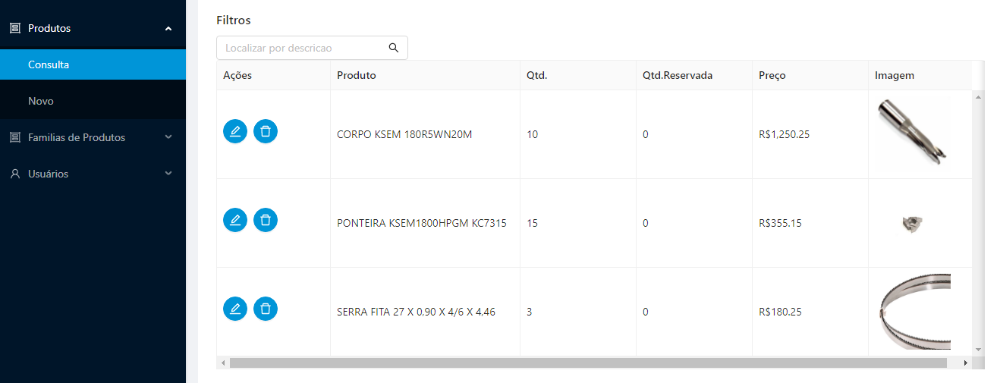 Produtos
Consulta
Novo
Familias de Produtos
Usuários
Filtros
Localizar por descricao
Ações Produto Qtd. Qtd.Reservada Preço Imagem
CORPO KSEM 180R5WN20M 10 0 R$1,250.25
PONTEIRA KSEM1800HPGM KC7315 15 0 R$355.15
SERRA FITA 27 X 0,90 X 4/6 X 4,46 3 0 R$180.25